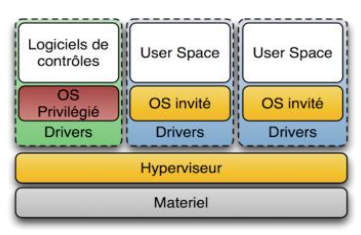 Logiciels de
contrôles
User Space
User Space
OS
Privilégié
OS invité
OS invité
Drivers
Drivers
Drivers
Hyperviseur
Materiel